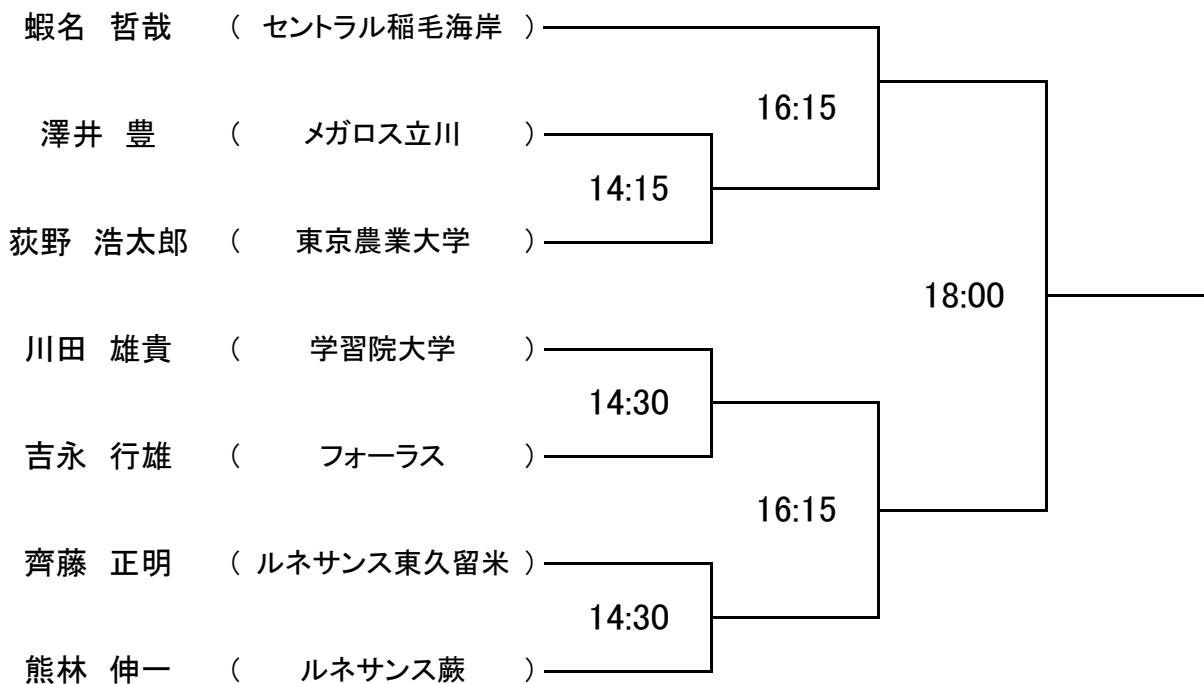 蝦名 哲哉 ( セントラル稲毛海岸 )
16:15
澤井 豊 ( メガロス立川 )
14:15
荻野 浩太郎 ( 東京農業大学 )
18:00
川田 雄貴 ( 学習院大学 )
14:30
吉永 行雄 ( フォーラス )
16:15
齊藤 正明 ( ルネサンス東久留米 )
14:30
熊林 伸一 ( ルネサンス蕨 )